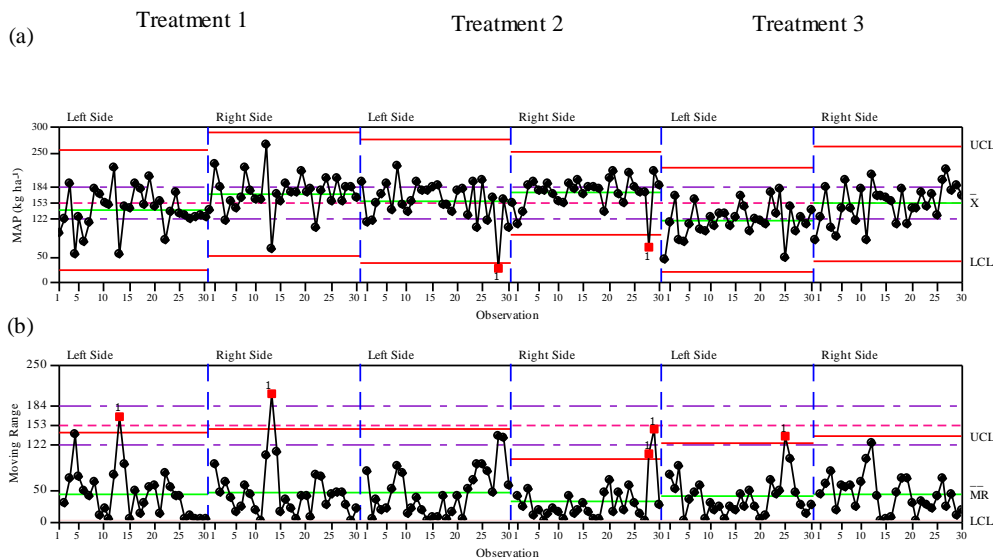 Treatment 1 Treatment 2 Treatment 3
(a)
Left Side Right Side Left Side Right Side Left Side Right Side
300
250
184
153
122
50
0
MAP (kg ha-¹)
UCL
X
LCL
1
1
1 5 10 15 20 25 30 1 5 10 15 20 25 30 1 5 10 15 20 25 30 1 5 10 15 20 25 30 1 5 10 15 20 25 30 1 5 10 15 20 25 30
Observation
(b)
Left Side Right Side Left Side Right Side Left Side Right Side
250
184
153
122
50
0
Moving Range
UCL
MR
LCL
1
1
1
1
1
1 5 10 15 20 25 30 1 5 10 15 20 25 30 1 5 10 15 20 25 30 1 5 10 15 20 25 30 1 5 10 15 20 25 30 1 5 10 15 20 25 30
Observation